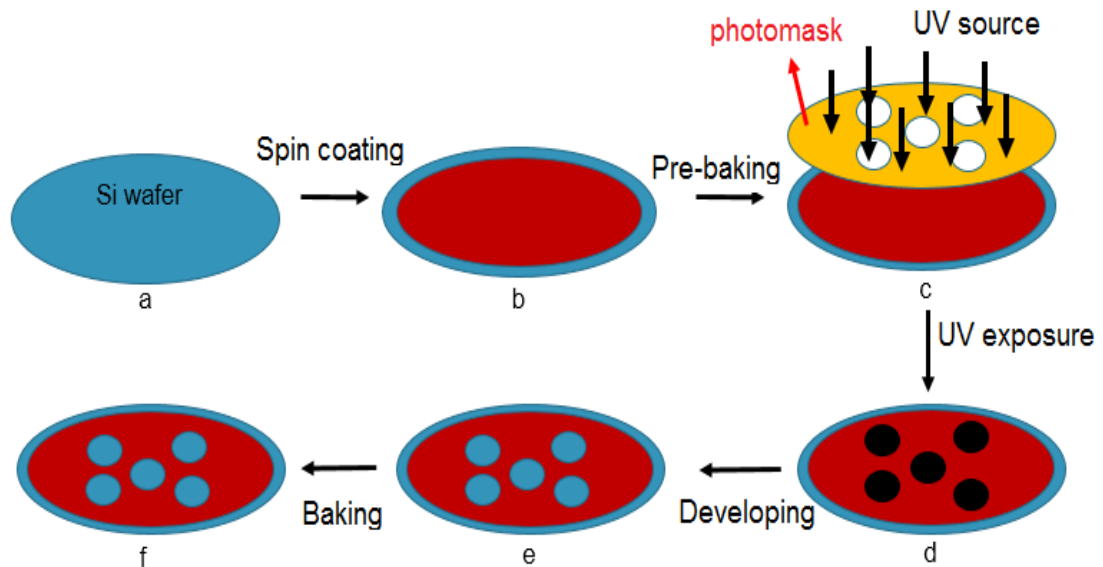 photomask
UV source
Spin coating
Pre-baking
Si wafer
a
b
c
UV exposure
Baking
Developing
f
e
d